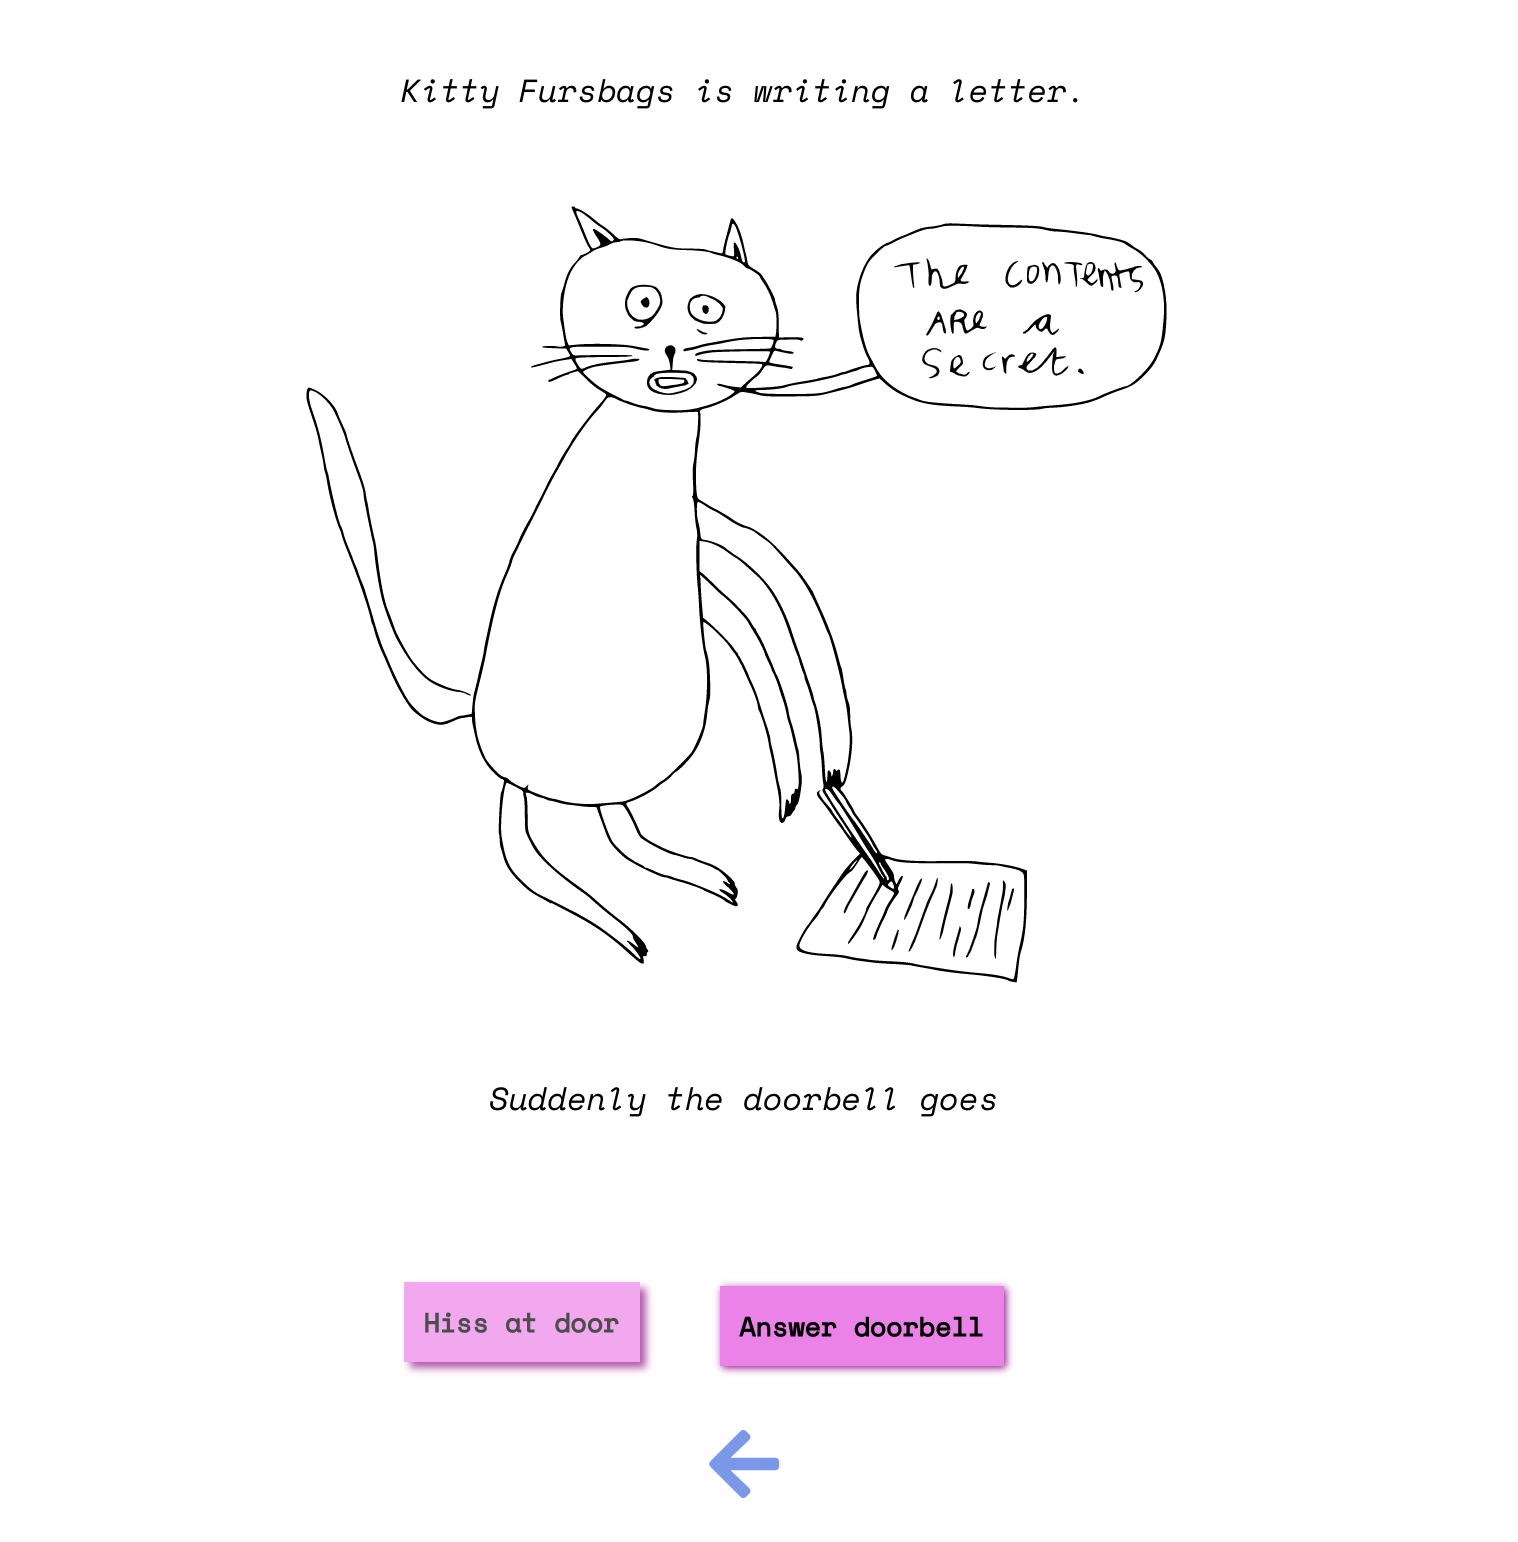 Kitty Fursbags is writing a letter.
The contents
ARe a
Secret.
Suddenly the doorbell goes
Hiss at door
Answer doorbell